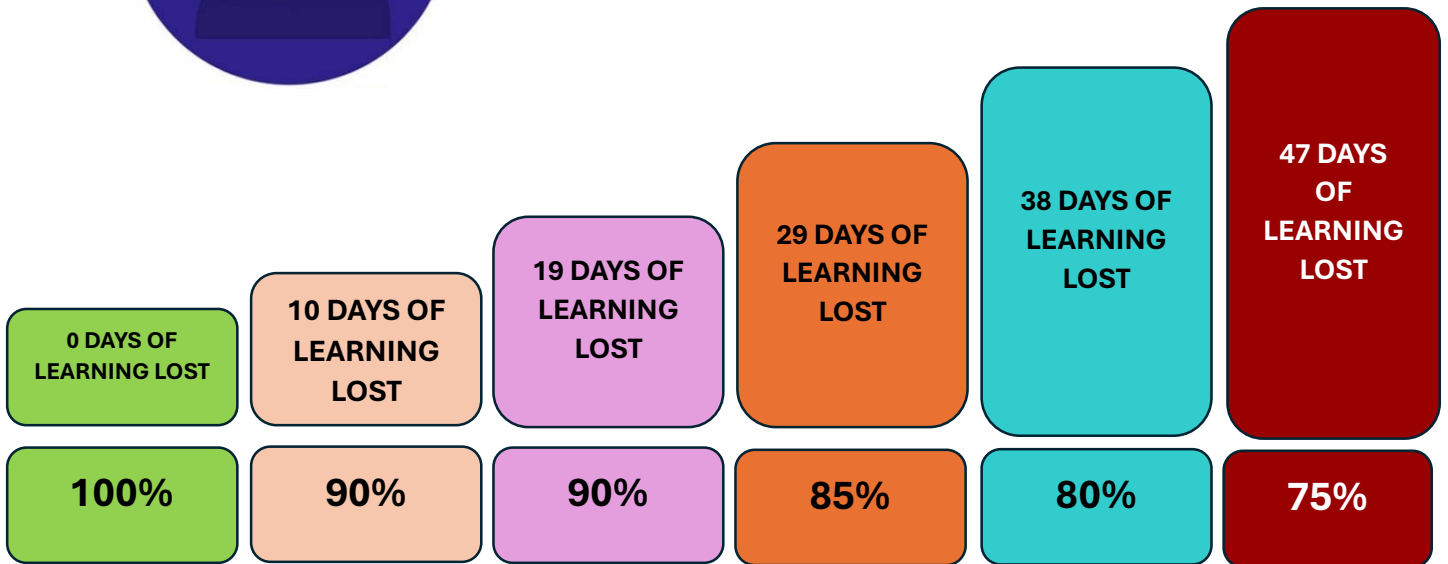 0 DAYS OF
LEARNING LOST
10 DAYS OF
LEARNING
LOST
19 DAYS OF
LEARNING
LOST
29 DAYS OF
LEARNING
LOST
38 DAYS OF
LEARNING
LOST
47 DAYS
OF
LEARNING
LOST
100%
90%
90%
85%
80%
75%